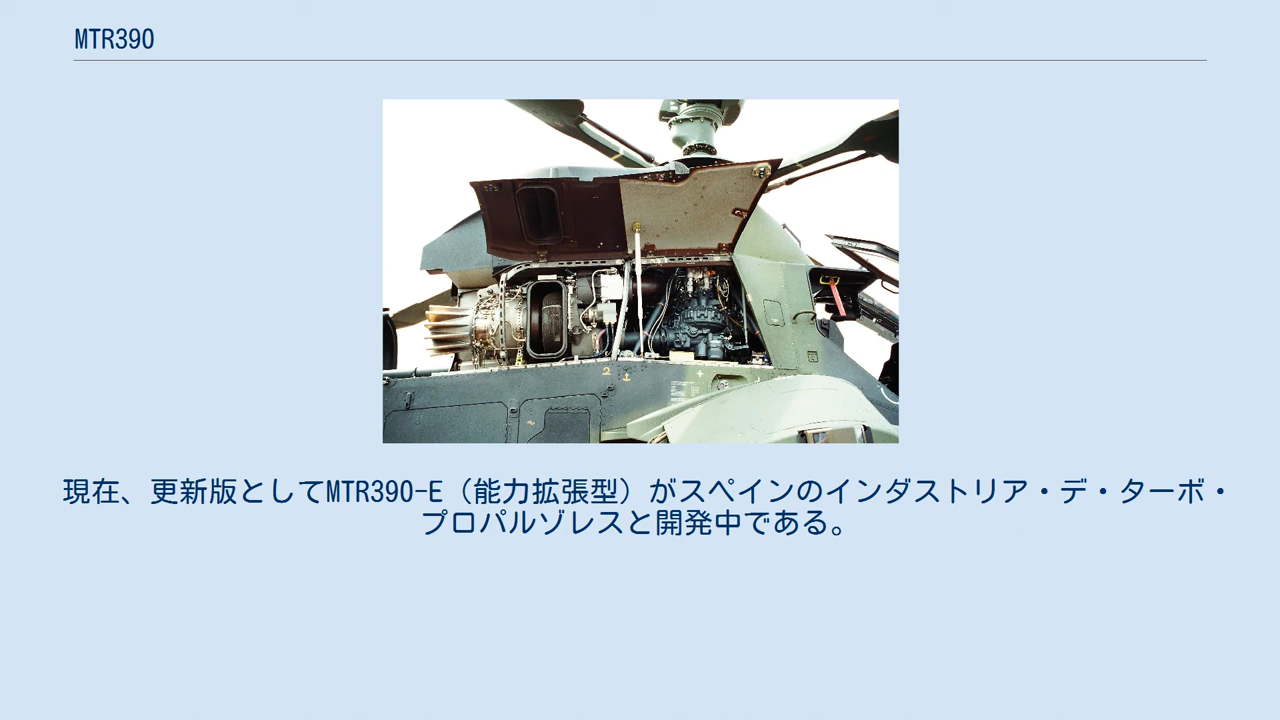 MTR390
2
現在、更新版としてMTR390-E（能力拡張型）がスペインのインダストリア・デ・ターボ・
プロパルゾレスと開発中である。